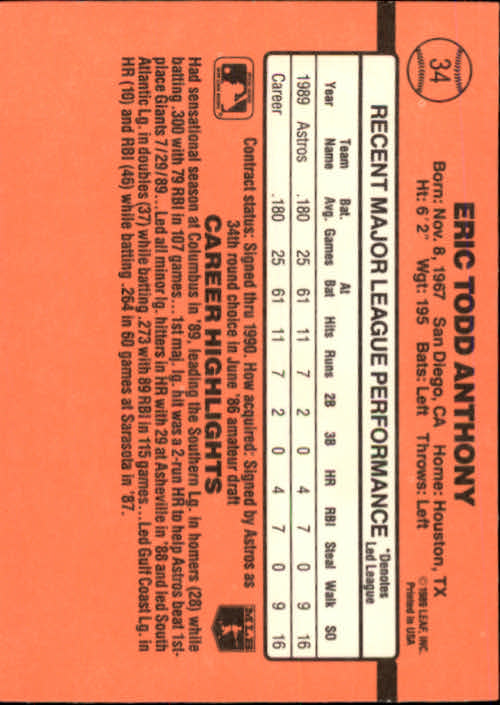 34
ERIC TODD ANTHONY
Born: Nov. 8, 1967 San Diego, CA Home: Houston, TX
Ht: 6'2" Wgt: 195 Bats: Left Throws: Left
© 1989 LEAF, INC.
Printed in USA
RECENT MAJOR LEAGUE PERFORMANCE *Denotes Led League
Year Team Name Bat. Avg. Games At Bat Hits Runs 2B 3B HR RBI Steal Walk SO
1989 Astros .180 25 61 11 7 2 0 4 7 0 9 16
Career .180 25 61 11 7 2 0 4 7 0 9 16
Contract status: Signed thru 1990. How acquired: Signed by Astros as
34th round choice in June '86 amateur draft
CAREER HIGHLIGHTS
MLB
Had sensational season at Columbus in '89, leading the Southern Lg. in homers (28) while
batting .300 with 79 RBI in 107 games...1st maj. lg. hit was a 2-run HR to help Astros beat 1st-
place Giants 7/29/89...Led all minor lg. hitters in HR with 29 at Asheville in '88 and led South
Atlantic Lg. in doubles (37) while batting .273 with 89 RBI in 115 games...Led Gulf Coast Lg. in
HR (10) and RBI (46) while batting .264 in 60 games at Sarasota in '87.